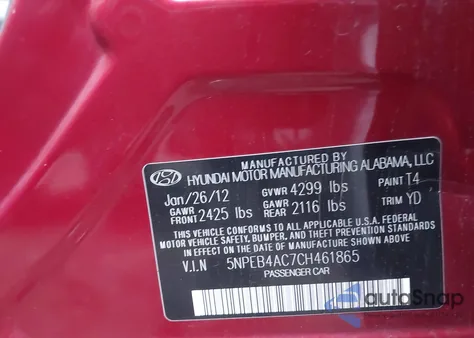 MANUFACTURED BY
HYUNDAI MOTOR MANUFACTURING ALABAMA, LLC
Jan/26/12 GVWR 4299 lbs PAINT T4
GAWR FRONT 2425 lbs GAWR REAR 2116 lbs TRIM YD
THIS VEHICLE CONFORMS TO ALL APPLICABLE U.S.A. FEDERAL
MOTOR VEHICLE SAFETY, BUMPER, AND THEFT PREVENTION
STANDARDS IN EFFECT ON THE DATE OF MANUFACTURE SHOWN ABOVE.
V.I.N 5NPEB4AC7CH461865
PASSENGER CAR
autoSnap